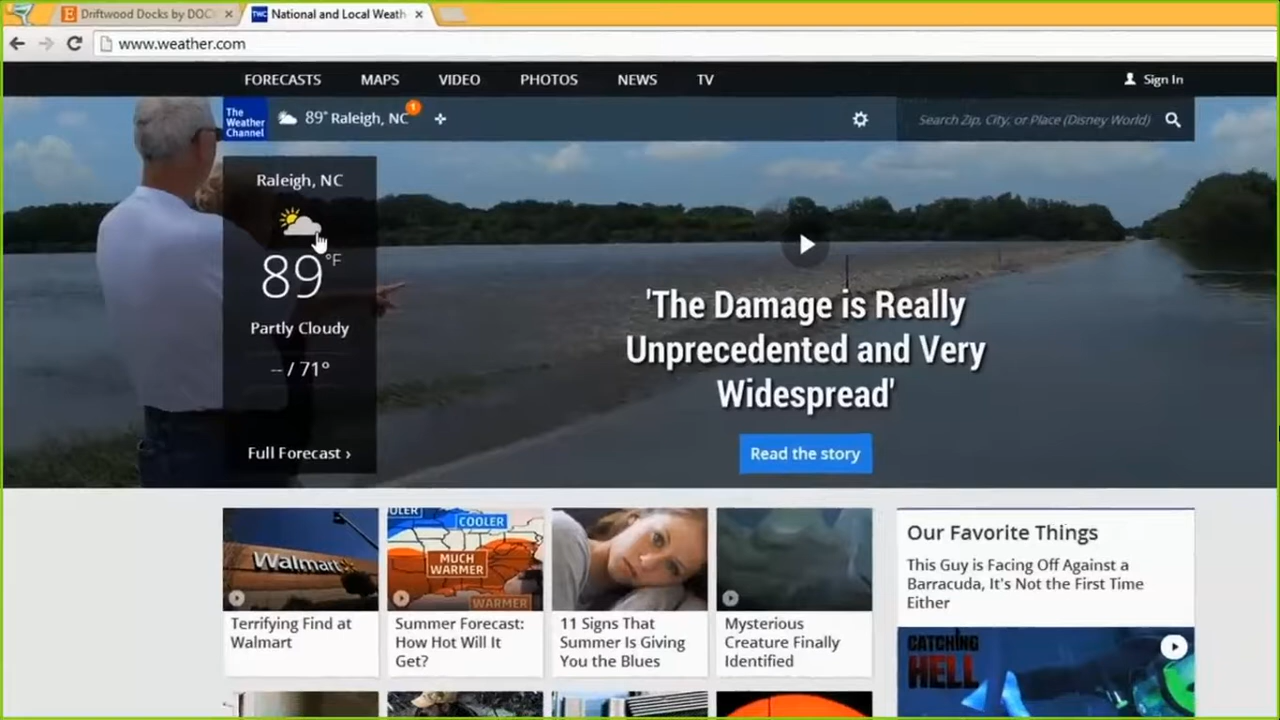 Driftwood Docks by DOC
National and Local Weath
www.weather.com
FORECASTS MAPS VIDEO PHOTOS NEWS TV Sign In
The Weather Channel
89° Raleigh, NC
1
Search Zip, City, or Place (Disney World)
Raleigh, NC
89°F
Partly Cloudy
-- / 71°
Full Forecast ›
'The Damage is Really
Unprecedented and Very
Widespread'
Read the story
Walmart
Terrifying Find at
Walmart
COOLER
MUCH
WARMER
WARMER
Summer Forecast:
How Hot Will It
Get?
11 Signs That
Summer Is Giving
You the Blues
Mysterious
Creature Finally
Identified
Our Favorite Things
This Guy is Facing Off Against a
Barracuda, It's Not the First Time
Either
CATCHING
HELL